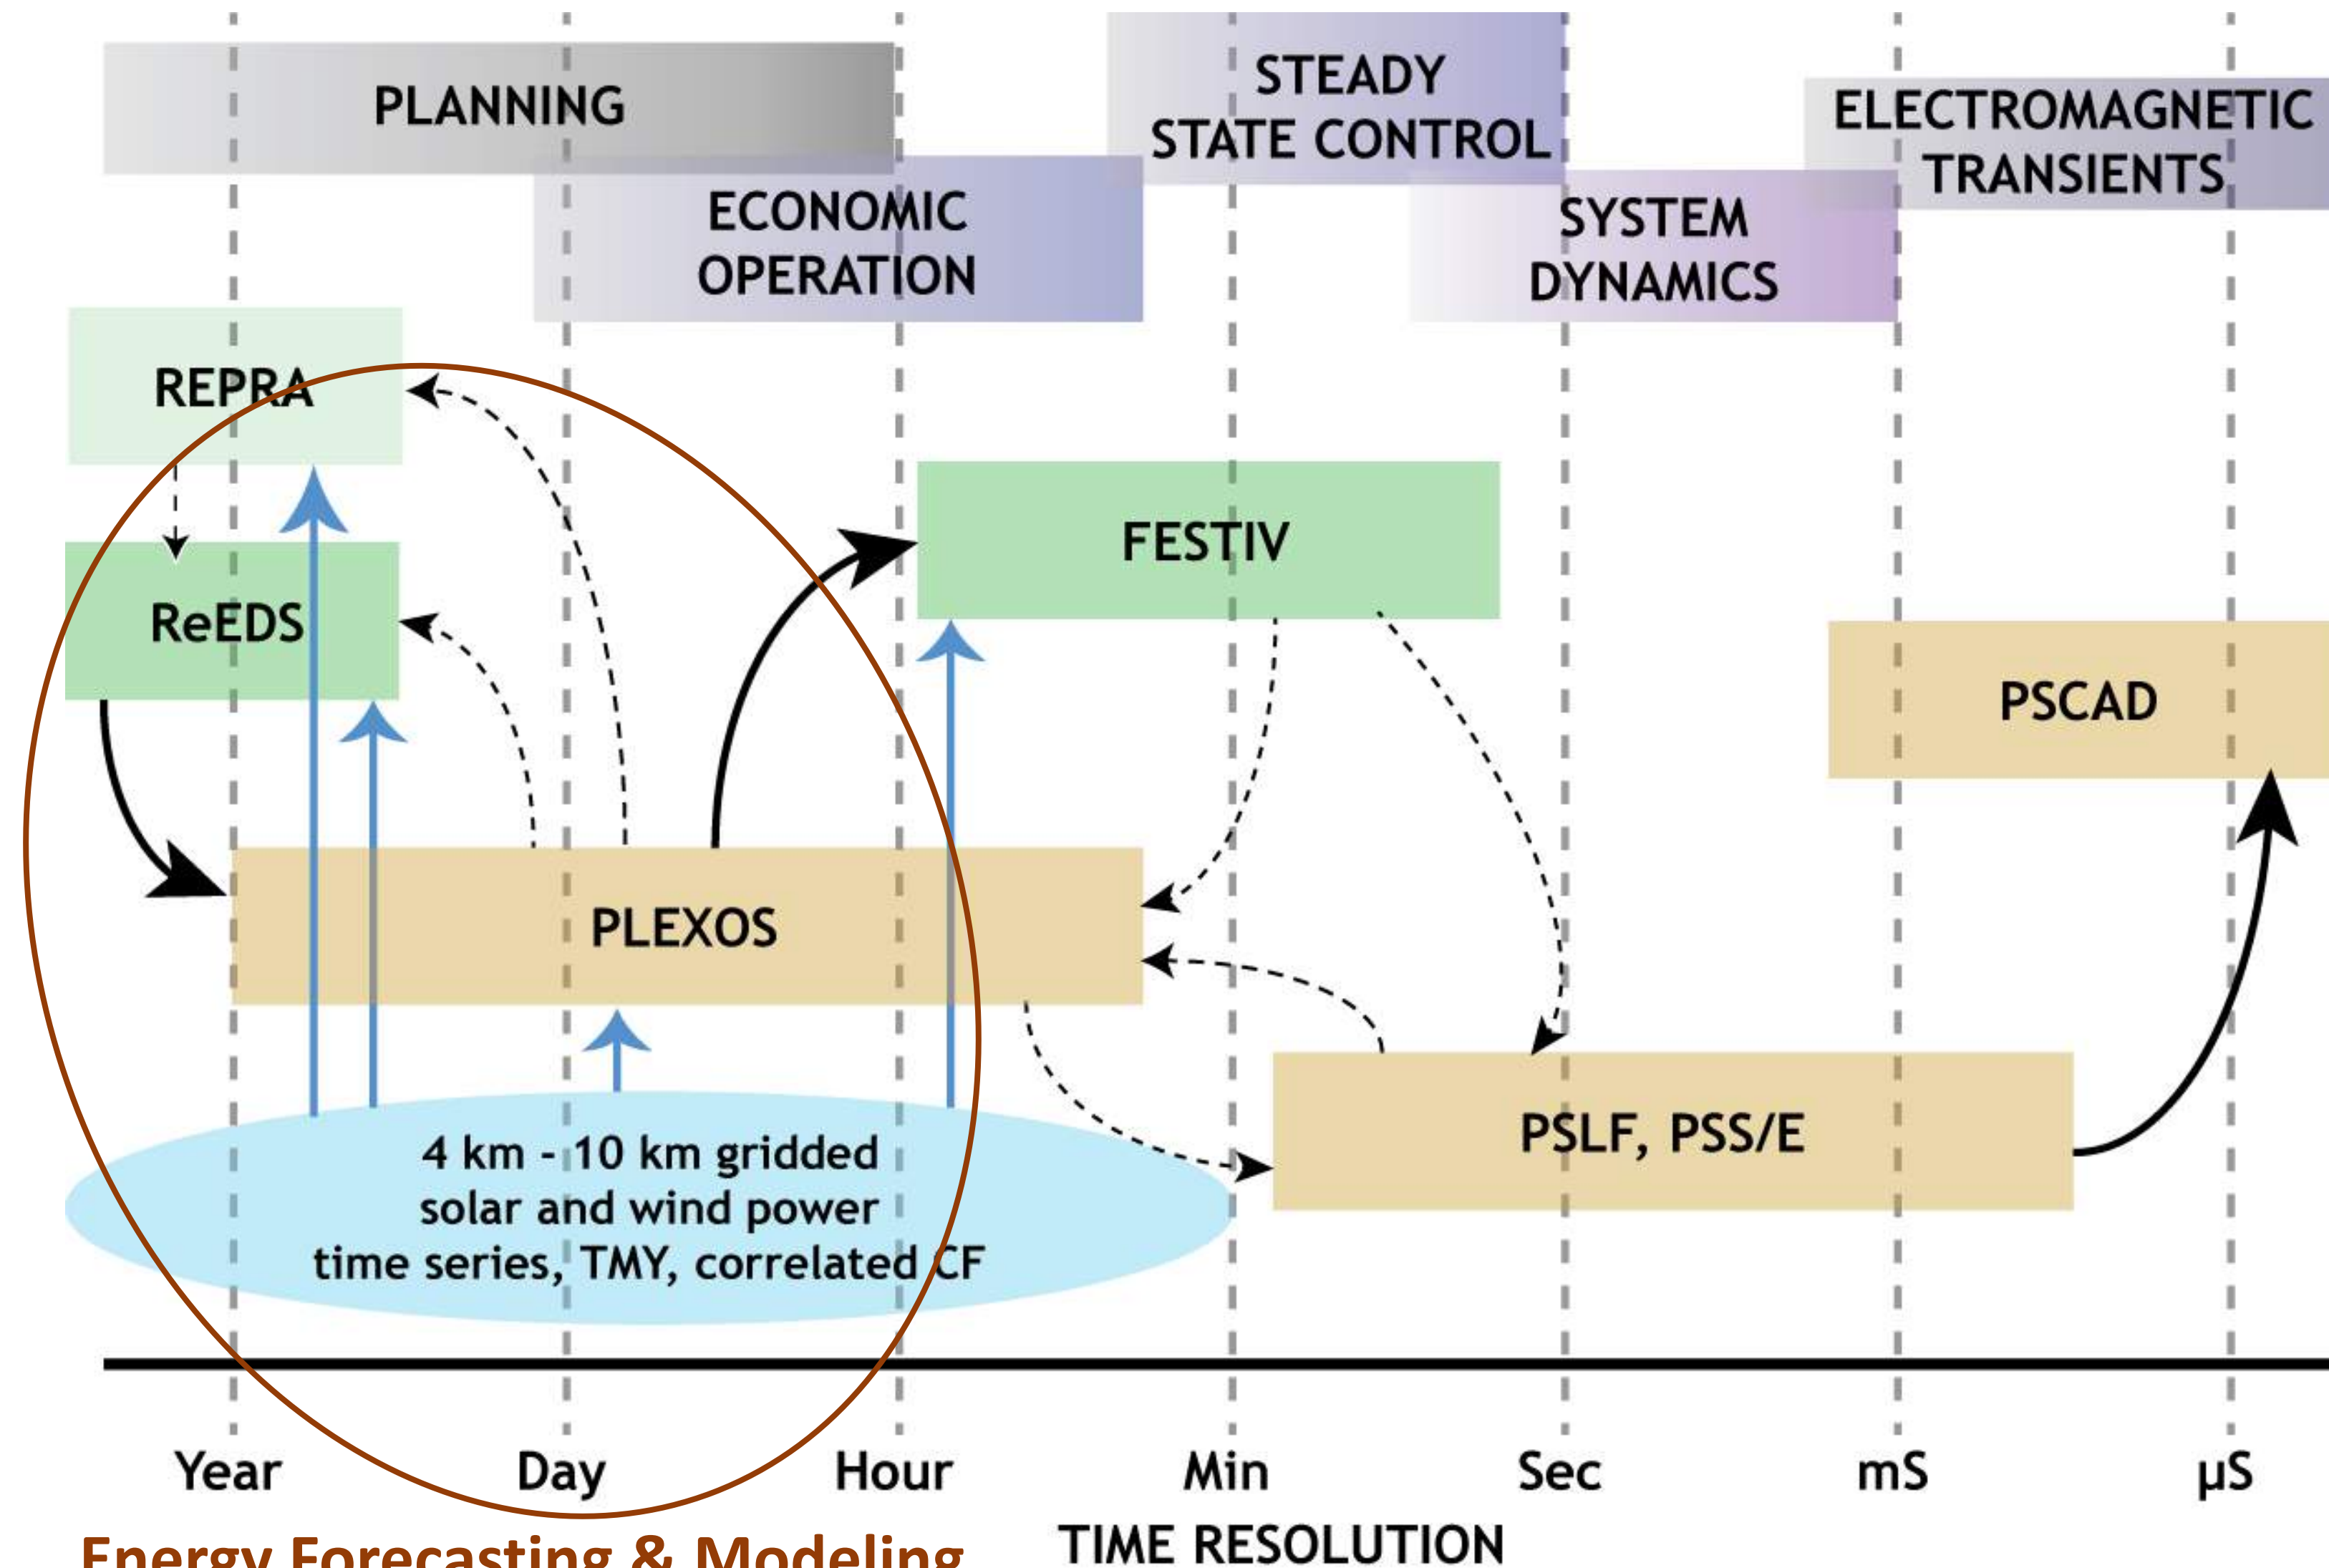 PLANNING
STEADY
STATE CONTROL
ELECTROMAGNETIC
TRANSIENTS
ECONOMIC
OPERATION
SYSTEM
DYNAMICS
REPRA
FESTIV
ReEDS
PSCAD
PLEXOS
PSLF, PSS/E
4 km - 10 km gridded
solar and wind power
time series, TMY, correlated CF
Year
Day
Hour
Min
Sec
mS
µS
TIME RESOLUTION
Energy Forecasting & Modeling